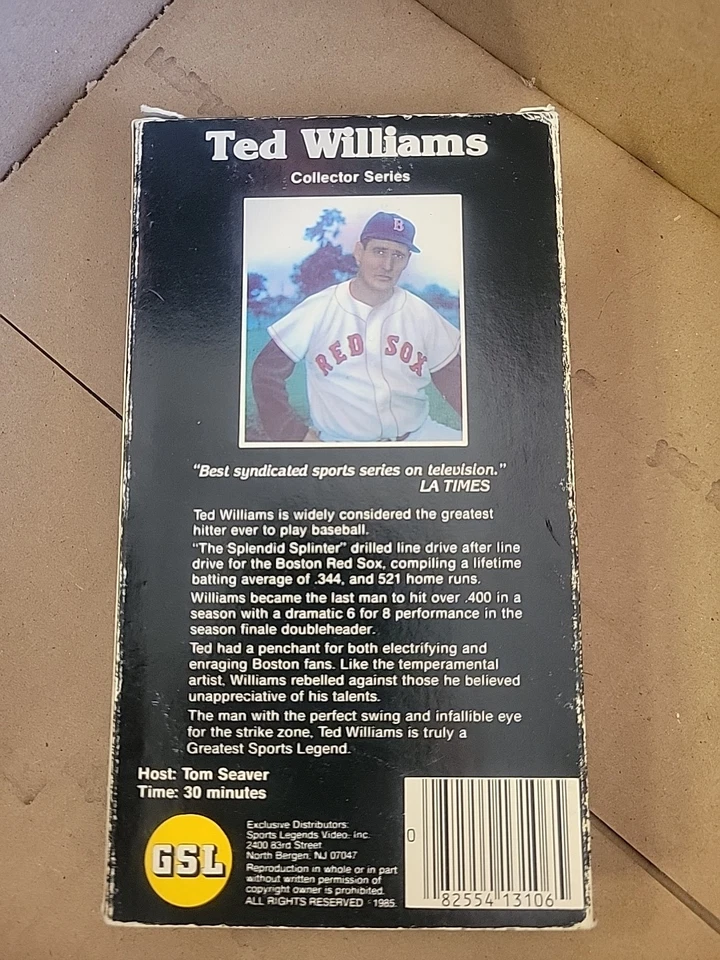 Ted Williams
Collector Series
B
RED SOX
"Best syndicated sports series on television."
LA TIMES
Ted Williams is widely considered the greatest
hitter ever to play baseball.
"The Splendid Splinter" drilled line drive after line
drive for the Boston Red Sox, compiling a lifetime
batting average of .344, and 521 home runs.
Williams became the last man to hit over .400 in a
season with a dramatic 6 for 8 performance in the
season finale doubleheader.
Ted had a penchant for both electrifying and
enraging Boston fans. Like the temperamental
artist, Williams rebelled against those he believed
unappreciative of his talents.
The man with the perfect swing and infallible eye
for the strike zone, Ted Williams is truly a
Greatest Sports Legend.
Host: Tom Seaver
Time: 30 minutes
GSL
Exclusive Distributors:
Sports Legends Video, Inc.
2400 83rd Street
North Bergen, NJ 07047
Reproduction in whole or in part
without written permission of
copyright owner is prohibited.
ALL RIGHTS RESERVED © 1985.
0 82554 13106